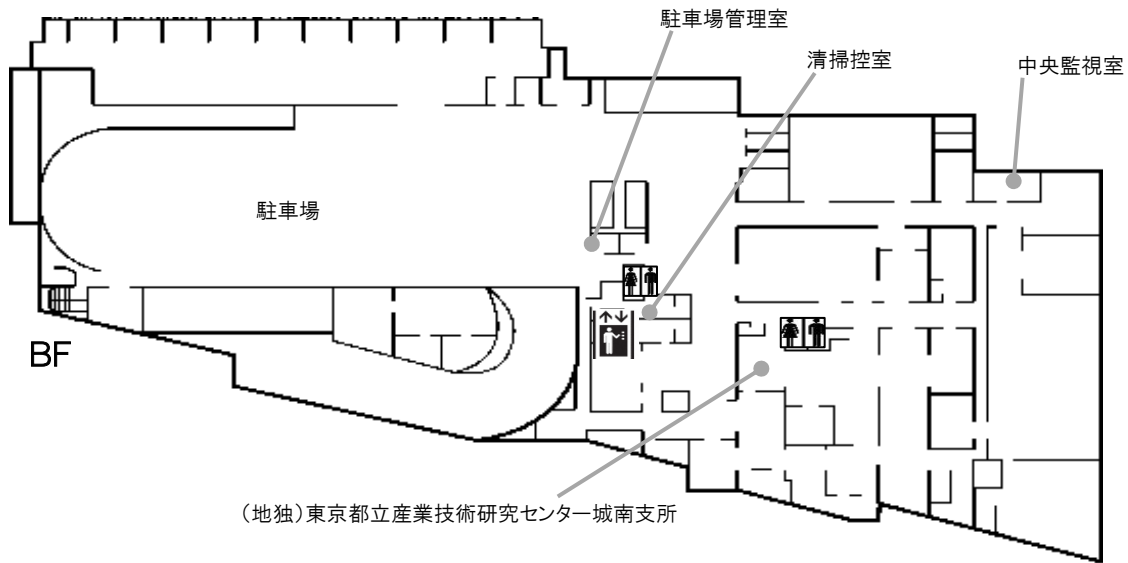 駐車場管理室
清掃控室
中央監視室
駐車場
BF
（地独）東京都立産業技術研究センター城南支所